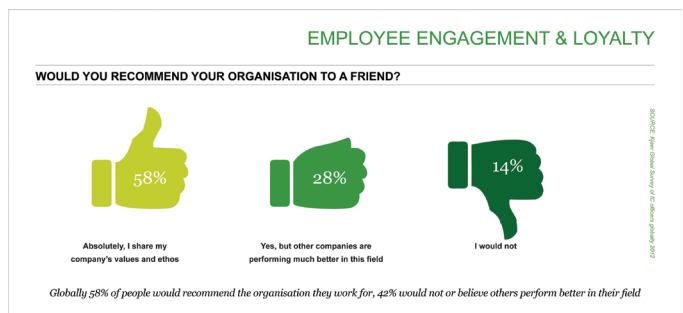 EMPLOYEE ENGAGEMENT & LOYALTY
WOULD YOU RECOMMEND YOUR ORGANISATION TO A FRIEND?
58%
28%
14%
Absolutely, I share my
company's values and ethos
Yes, but other companies are
performing much better in this field
I would not
SOURCE: Kjaer Global Survey of IC officers globally 2012
Globally 58% of people would recommend the organisation they work for, 42% would not or believe others perform better in their field